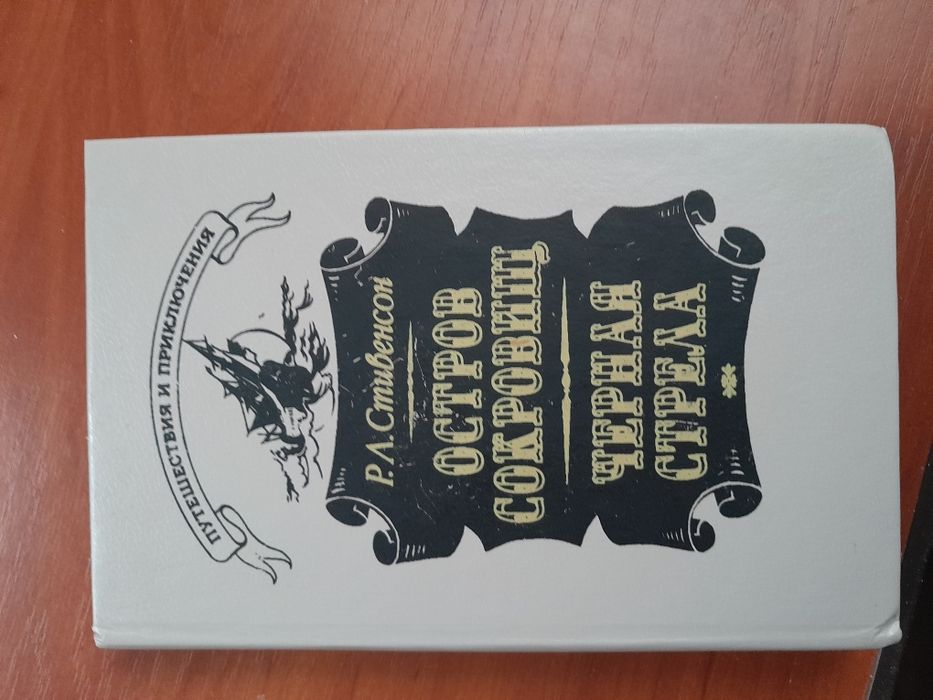 ПУТЕШЕСТВИЯ И ПРИКЛЮЧЕНИЯ
Р. Л. Стивенсон
ОСТРОВ
СОКРОВИЩ
ЧЕРНАЯ
СТРЕЛА